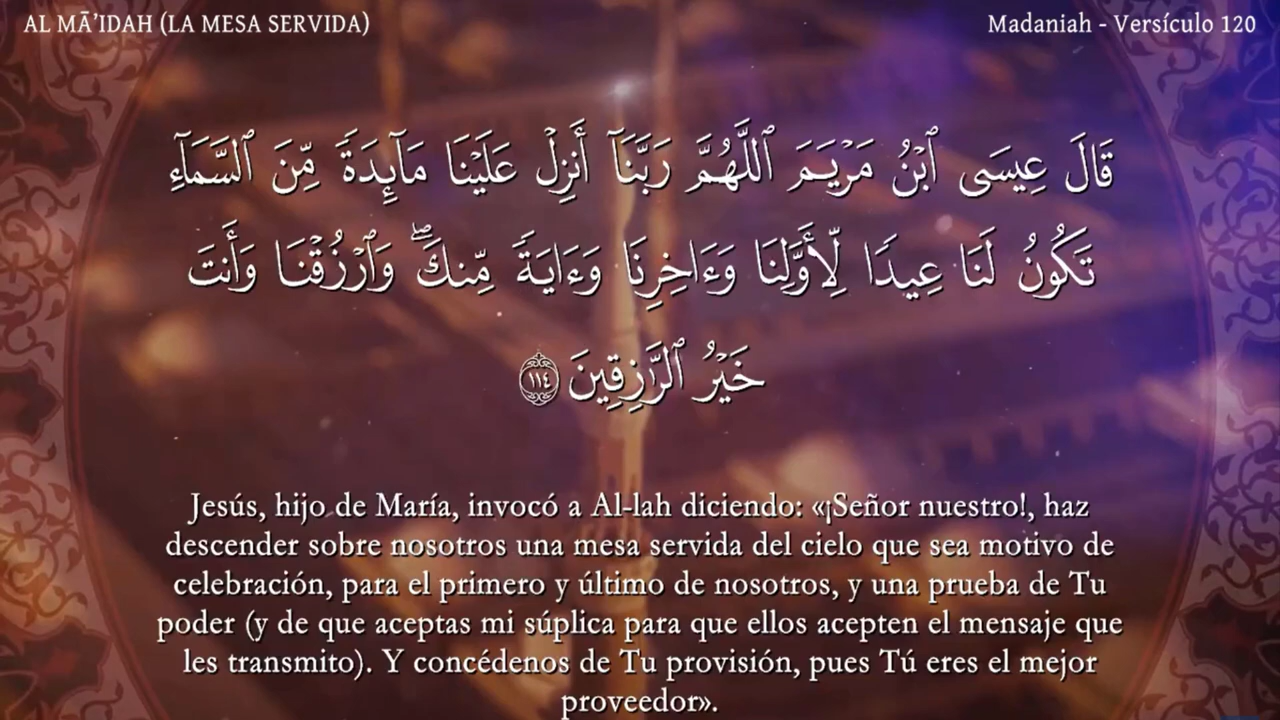 AL MĀ’IDAH (LA MESA SERVIDA)
Madaniah - Versículo 120
قَالَ عِيسَى ٱبۡنُ مَرۡيَمَ ٱللَّهُمَّ رَبَّنَآ أَنزِلۡ عَلَيۡنَا مَآئِدَةٗ مِّنَ ٱلسَّمَآءِ
تَكُونُ لَنَا عِيدٗا لِّأَوَّلِنَا وَءَاخِرِنَا وَءَايَةٗ مِّنكَۖ وَٱرۡزُقۡنَا وَأَنتَ
خَيۡرُ ٱلرَّٰزِقِينَ ١١٤
Jesús, hijo de María, invocó a Al-lah diciendo: «¡Señor nuestro!, haz
descender sobre nosotros una mesa servida del cielo que sea motivo de
celebración, para el primero y último de nosotros, y una prueba de Tu
poder (y de que aceptas mi súplica para que ellos acepten el mensaje que
les transmito). Y concédenos de Tu provisión, pues Tú eres el mejor
proveedor».